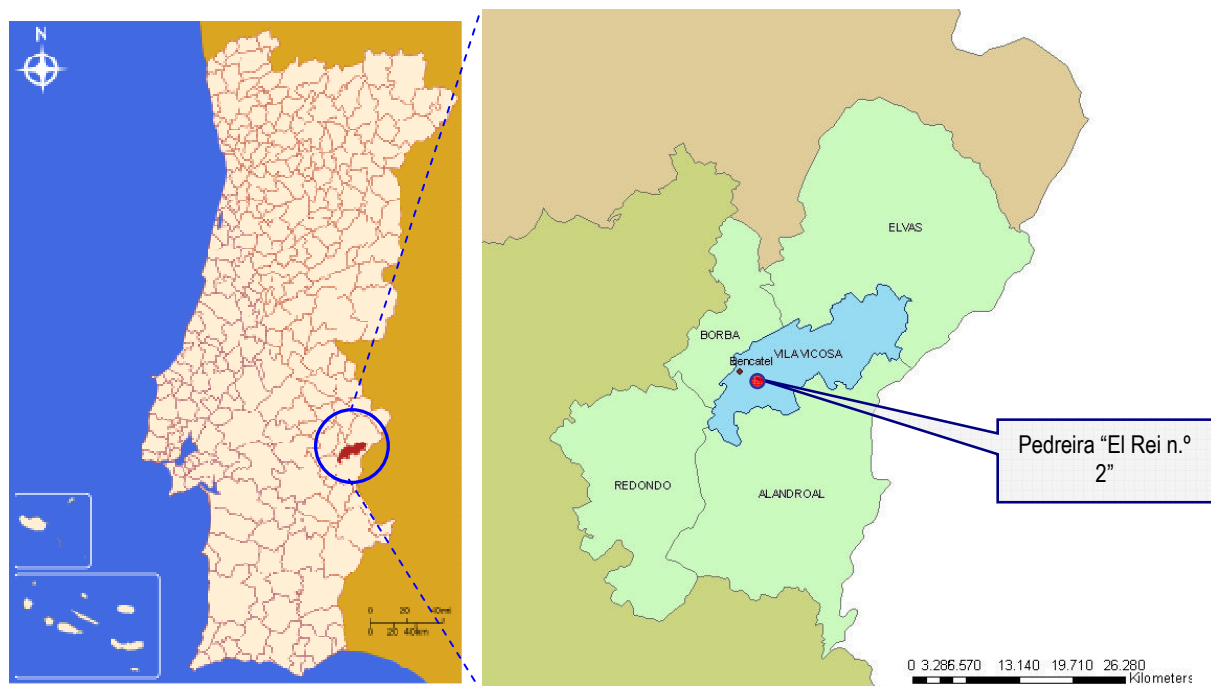 N
0 20 40mi
0 20 40km
ELVAS
BORBA
VILA VICOSA
Bencatel
REDONDO
ALANDROAL
Pedreira “El Rei n.º
2”
0 3.286.570 13.140 19.710 26.280
Kilometers